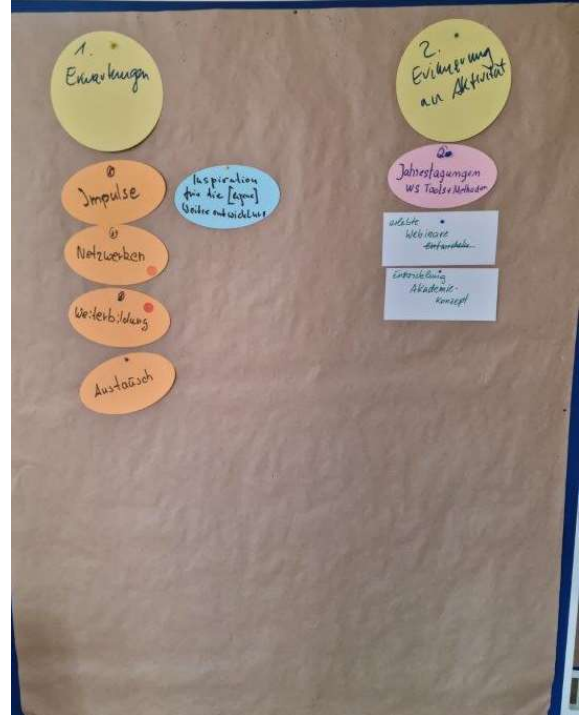 1.
Erwartungen
Impulse
Netzwerken
Weiterbildung
Austausch
Inspiration
für die [eigene]
Weiterentwicklung
2.
Erinnerung
an Aktivität
Jahrestagungen
WS Tools + Methoden
erlebte
Webinare
Entwicklung
Akademie-
Konzept